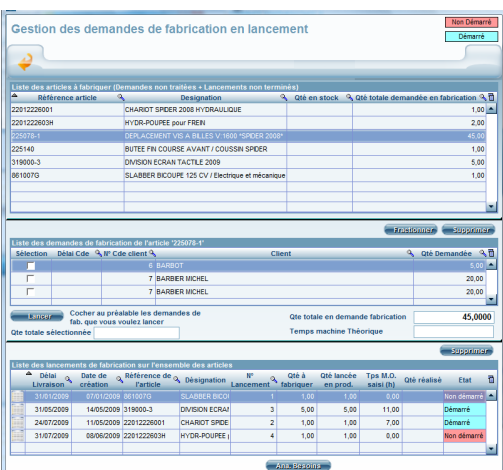 Gestion des demandes de fabrication en lancement
Non Démarré
Démarré
Liste des articles à fabriquer (Demandes non traitées + Lancements non terminés)
Référence article Designation Qté en stock Qté totale demandée en fabrication
22012226001 CHARIOT SPIDER 2008 HYDRAULIQUE 1,00
2201222603H HYDR-POUPEE pour FREIN 2,00
225078-1 DEPLACEMENT VIS A BILLES V:1600 *SPIDER 2008* 45,00
225140 BUTEE FIN COURSE AVANT / COUSSIN SPIDER 1,00
319000-3 DIVISION ECRAN TACTILE 2009 5,00
861007G SLABBER BICOUPE 125 CV / Electrique et mécanique 1,00
Fractionner Supprimer
Liste des demandes de fabrication de l'article '225078-1'
Sélection Délai Cde N° Cde client Client Qté Demandée
6 BARBOT 5,00
7 BARBIER MICHEL 20,00
7 BARBIER MICHEL 20,00
Lancer Cocher au préalable les demandes de fab. que vous voulez lancer
Qte totale en demande fabrication 45,0000
Qte totale sélectionnée
Temps machine Théorique
Supprimer
Liste des lancements de fabrication sur l'ensemble des articles
Délai Livraison Date de création Référence de l'article Désignation N° Lancement Qté à fabriquer Qté lancée en prod. Tps M.O. saisi (h) Qté réalisé Etat
31/01/2009 07/01/2009 861007G SLABBER BICO 1 1,00 1,00 0,00 Non démarré
31/05/2009 14/05/2009 319000-3 DIVISION ECRAN 3 5,00 5,00 11,00 Démarré
24/07/2009 11/05/2009 22012226001 CHARIOT SPIDE 2 1,00 1,00 7,00 Démarré
31/07/2009 08/06/2009 2201222603H HYDR-POUPEE 4 1,00 1,00 0,00 Non démarré
Ana. Besoins